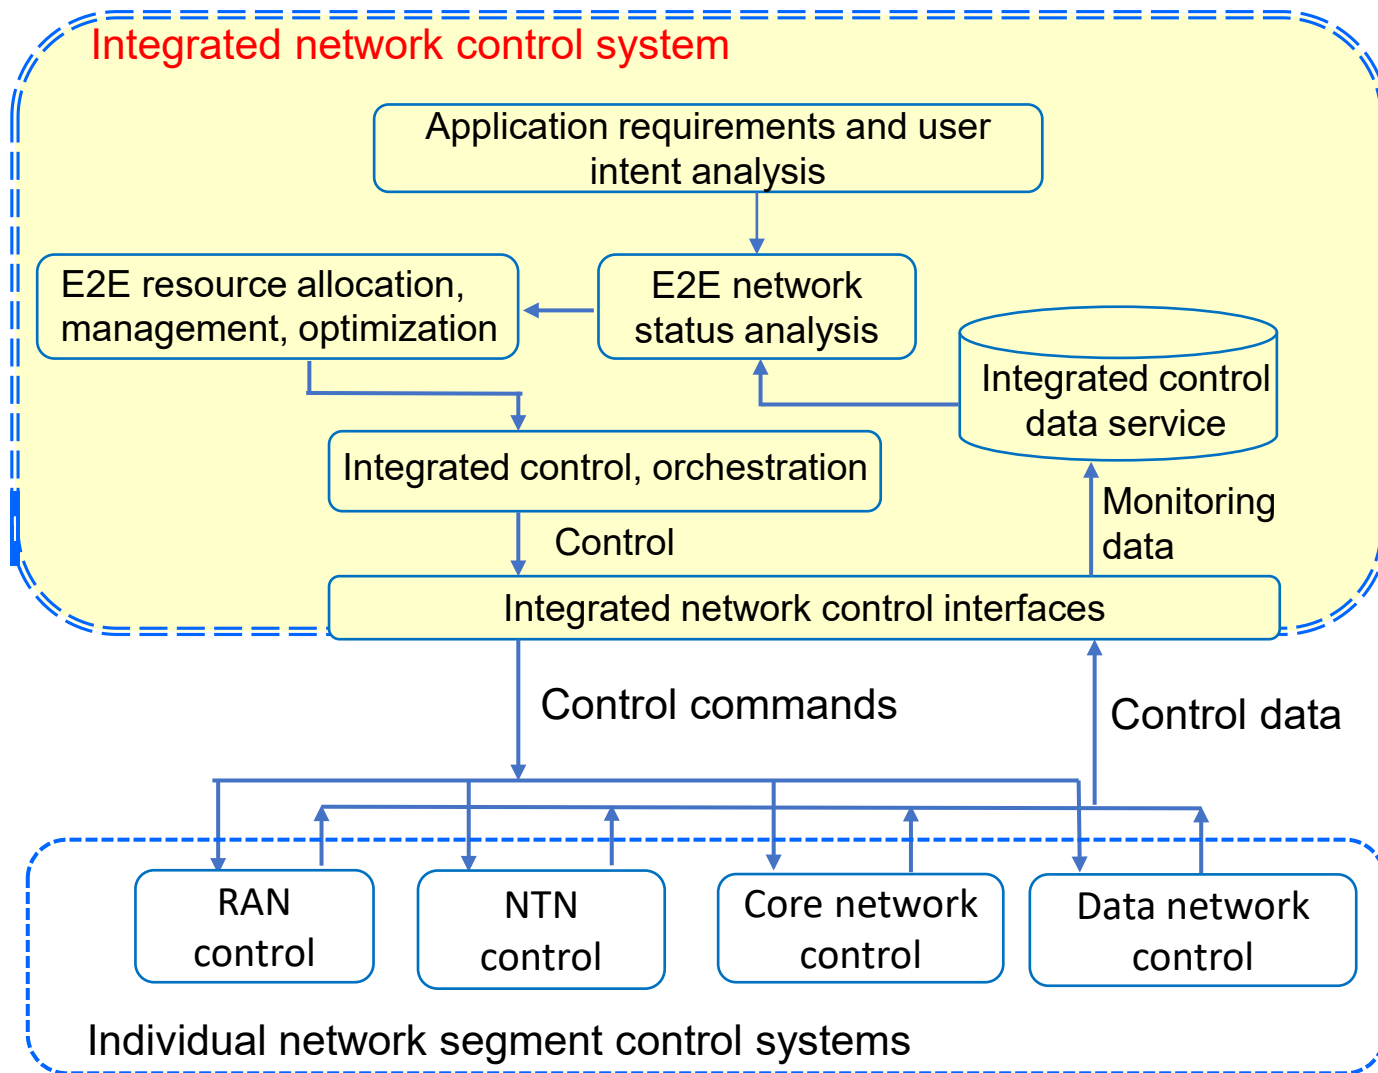 Integrated network control system
Application requirements and user
intent analysis
E2E resource allocation,
management, optimization
E2E network
status analysis
Integrated control
data service
Integrated control, orchestration
Monitoring
data
Control
Integrated network control interfaces
Control commands
Control data
RAN
control
NTN
control
Core network
control
Data network
control
Individual network segment control systems